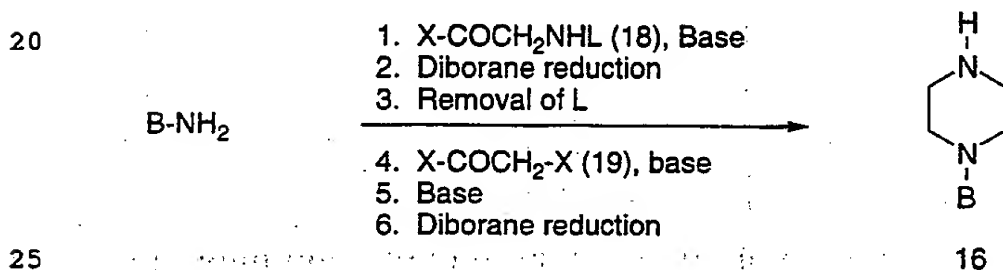 20
1. X-COCH₂NHL (18), Base
2. Diborane reduction
3. Removal of L
B-NH₂
4. X-COCH₂-X (19), base
5. Base
6. Diborane reduction
H
N
N
B
25
16